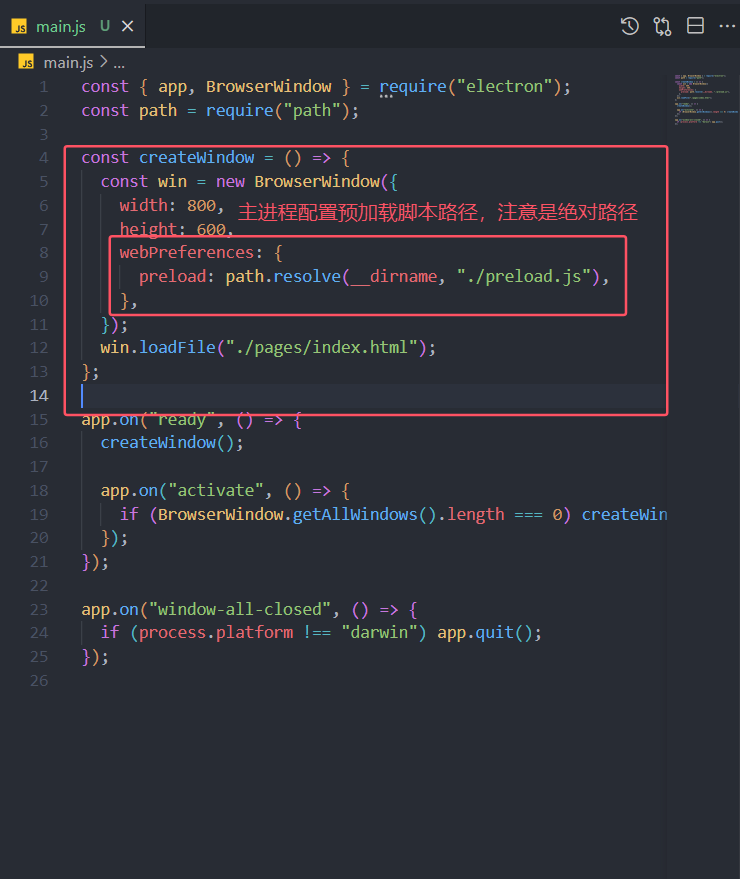 JS main.js U
JS main.js > ...
1 const { app, BrowserWindow } = require("electron");
2 const path = require("path");
3
4 const createWindow = () => {
5 const win = new BrowserWindow({
6 width: 800, 主进程配置预加载脚本路径，注意是绝对路径
7 height: 600,
8 webPreferences: {
9 preload: path.resolve(__dirname, "./preload.js"),
10 },
11 });
12 win.loadFile("./pages/index.html");
13 };
14
15 app.on("ready", () => {
16 createWindow();
17
18 app.on("activate", () => {
19 if (BrowserWindow.getAllWindows().length === 0) createWin
20 });
21 });
22
23 app.on("window-all-closed", () => {
24 if (process.platform !== "darwin") app.quit();
25 });
26